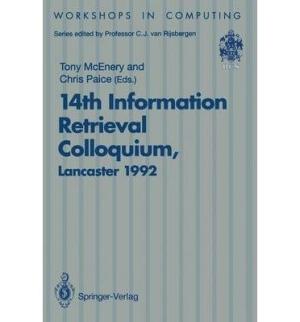 WORKSHOPS IN COMPUTING
Series edited by Professor C.J. van Rijsbergen
Tony McEnery and
Chris Paice (Eds.)
14th Information
Retrieval
Colloquium,
Lancaster 1992
Springer-Verlag